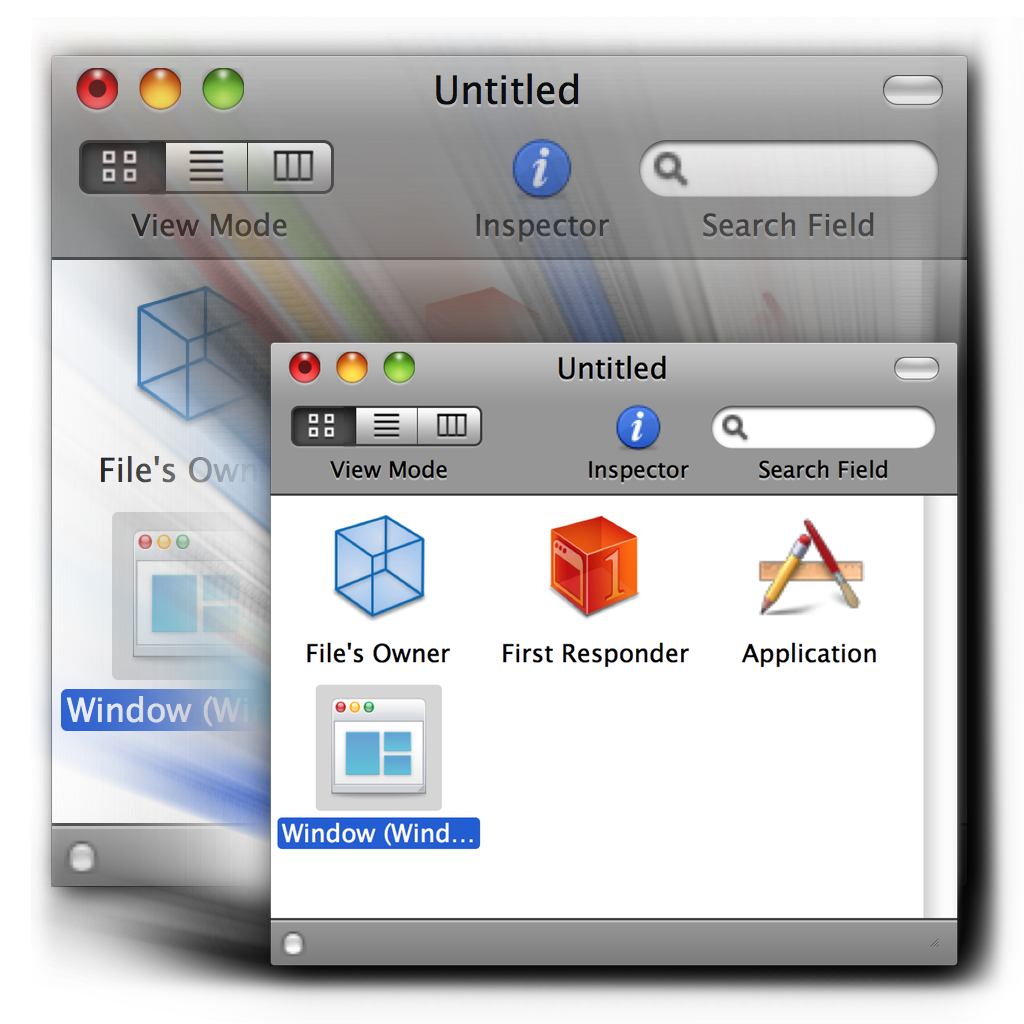 Untitled
View Mode
Inspector
Search Field
File's Own
Window (Wi
Untitled
View Mode
Inspector
Search Field
File's Owner
First Responder
Application
1
Window (Wind...